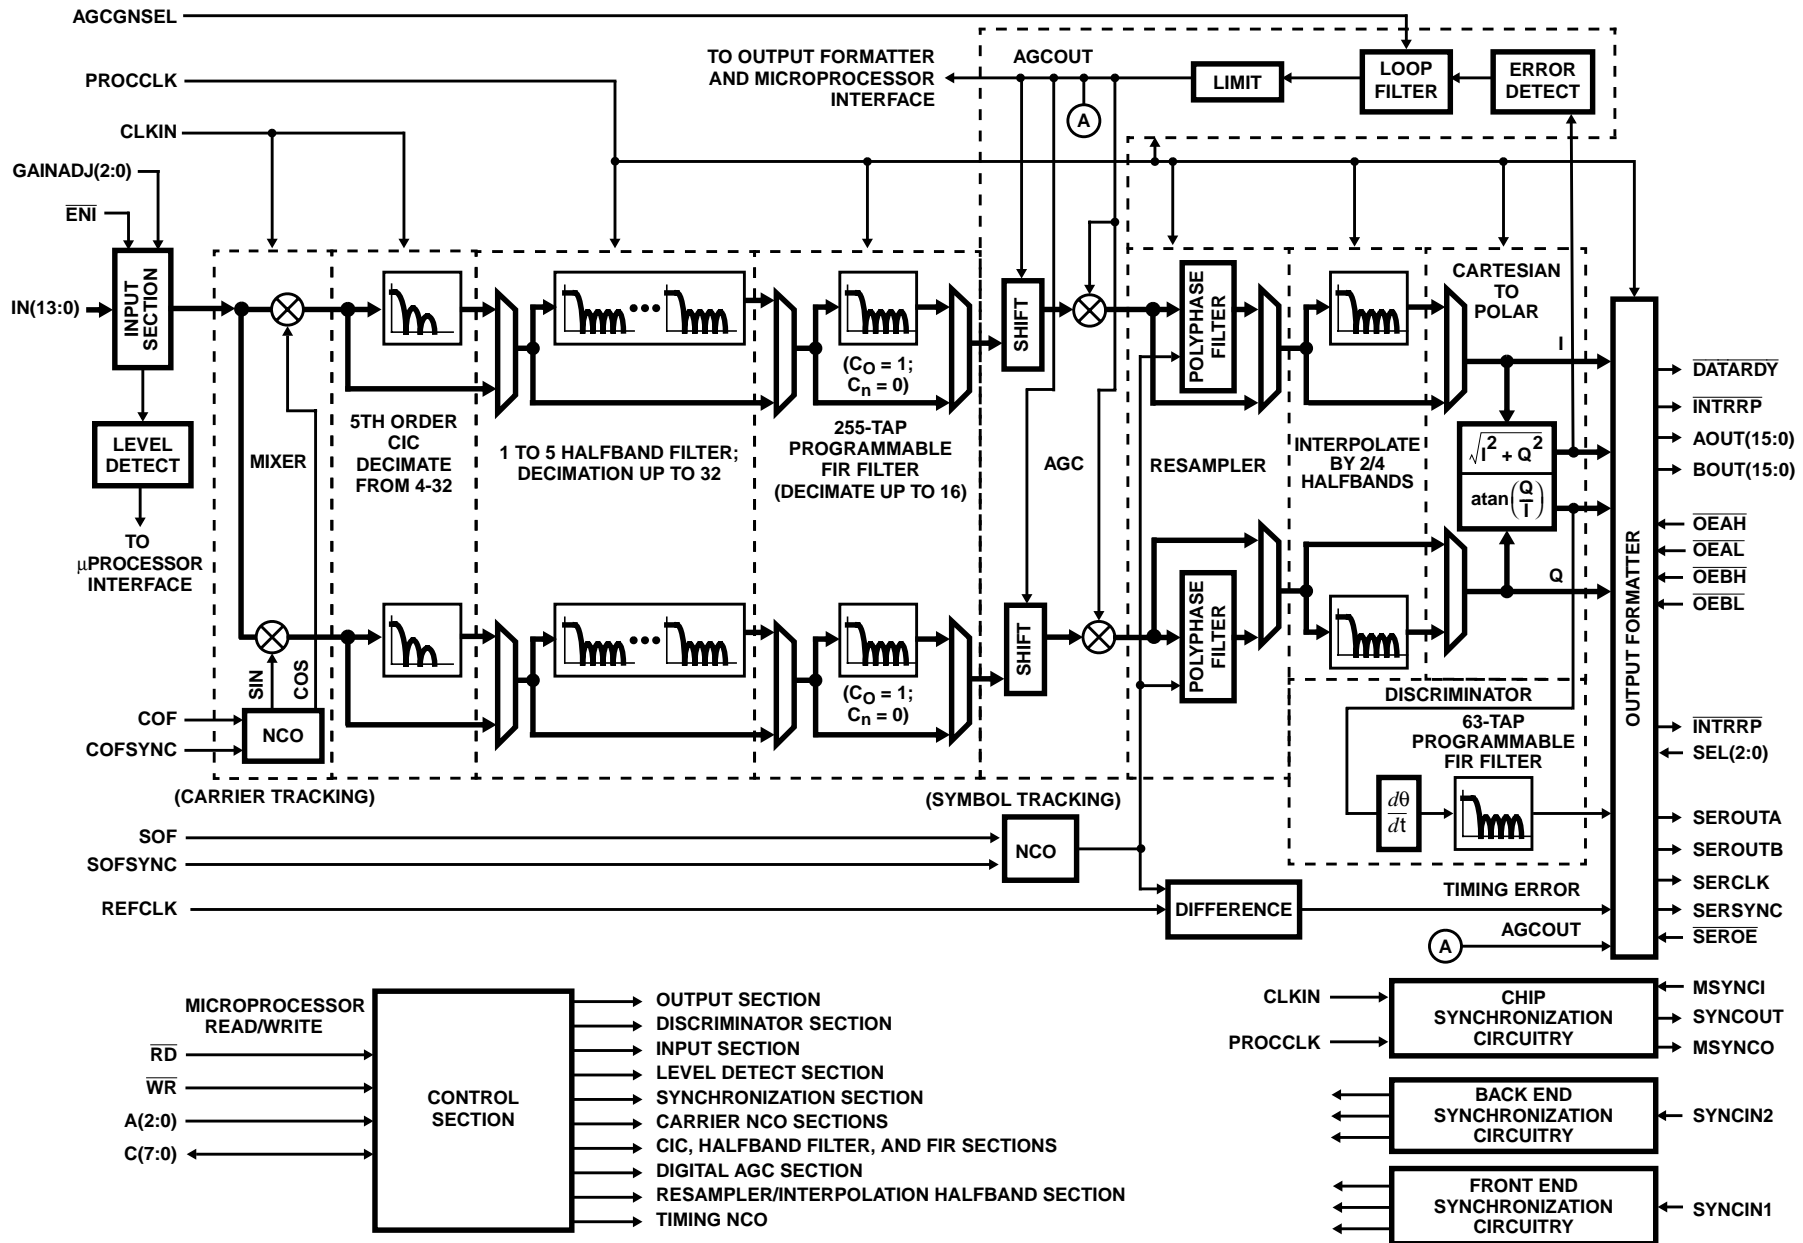 AGCGNSEL
PROCCLK
CLKIN
GAINADJ(2:0)
ENI
IN(13:0)
TO OUTPUT FORMATTER
AND MICROPROCESSOR
INTERFACE
AGCOUT
A
LIMIT
LOOP
FILTER
ERROR
DETECT
INPUT
SECTION
LEVEL
DETECT
TO
μPROCESSOR
INTERFACE
MIXER
SIN
COS
COF
COFSYNC
NCO
(CARRIER TRACKING)
5TH ORDER
CIC
DECIMATE
FROM 4-32
1 TO 5 HALFBAND FILTER;
DECIMATION UP TO 32
(CO = 1;
Cn = 0)
255-TAP
PROGRAMMABLE
FIR FILTER
(DECIMATE UP TO 16)
(CO = 1;
Cn = 0)
SHIFT
SHIFT
AGC
POLYPHASE
FILTER
RESAMPLER
POLYPHASE
FILTER
INTERPOLATE
BY 2/4
HALFBANDS
CARTESIAN
TO
POLAR
I
√I2 + Q2
atan(Q
I)
Q
OUTPUT FORMATTER
DATARDY
INTRRP
AOUT(15:0)
BOUT(15:0)
OEAH
OEAL
OEBH
OEBL
INTRRP
SEL(2:0)
SEROUTA
SEROUTB
SERCLK
SERSYNC
SEROE
DISCRIMINATOR
63-TAP
PROGRAMMABLE
FIR FILTER
dθ
dt
(SYMBOL TRACKING)
SOF
SOFSYNC
NCO
REFCLK
DIFFERENCE
TIMING ERROR
A
AGCOUT
MICROPROCESSOR
READ/WRITE
RD
WR
A(2:0)
C(7:0)
CONTROL
SECTION
OUTPUT SECTION
DISCRIMINATOR SECTION
INPUT SECTION
LEVEL DETECT SECTION
SYNCHRONIZATION SECTION
CARRIER NCO SECTIONS
CIC, HALFBAND FILTER, AND FIR SECTIONS
DIGITAL AGC SECTION
RESAMPLER/INTERPOLATION HALFBAND SECTION
TIMING NCO
CLKIN
PROCCLK
CHIP
SYNCHRONIZATION
CIRCUITRY
MSYNCI
SYNCOUT
MSYNCO
BACK END
SYNCHRONIZATION
CIRCUITRY
SYNCIN2
FRONT END
SYNCHRONIZATION
CIRCUITRY
SYNCIN1